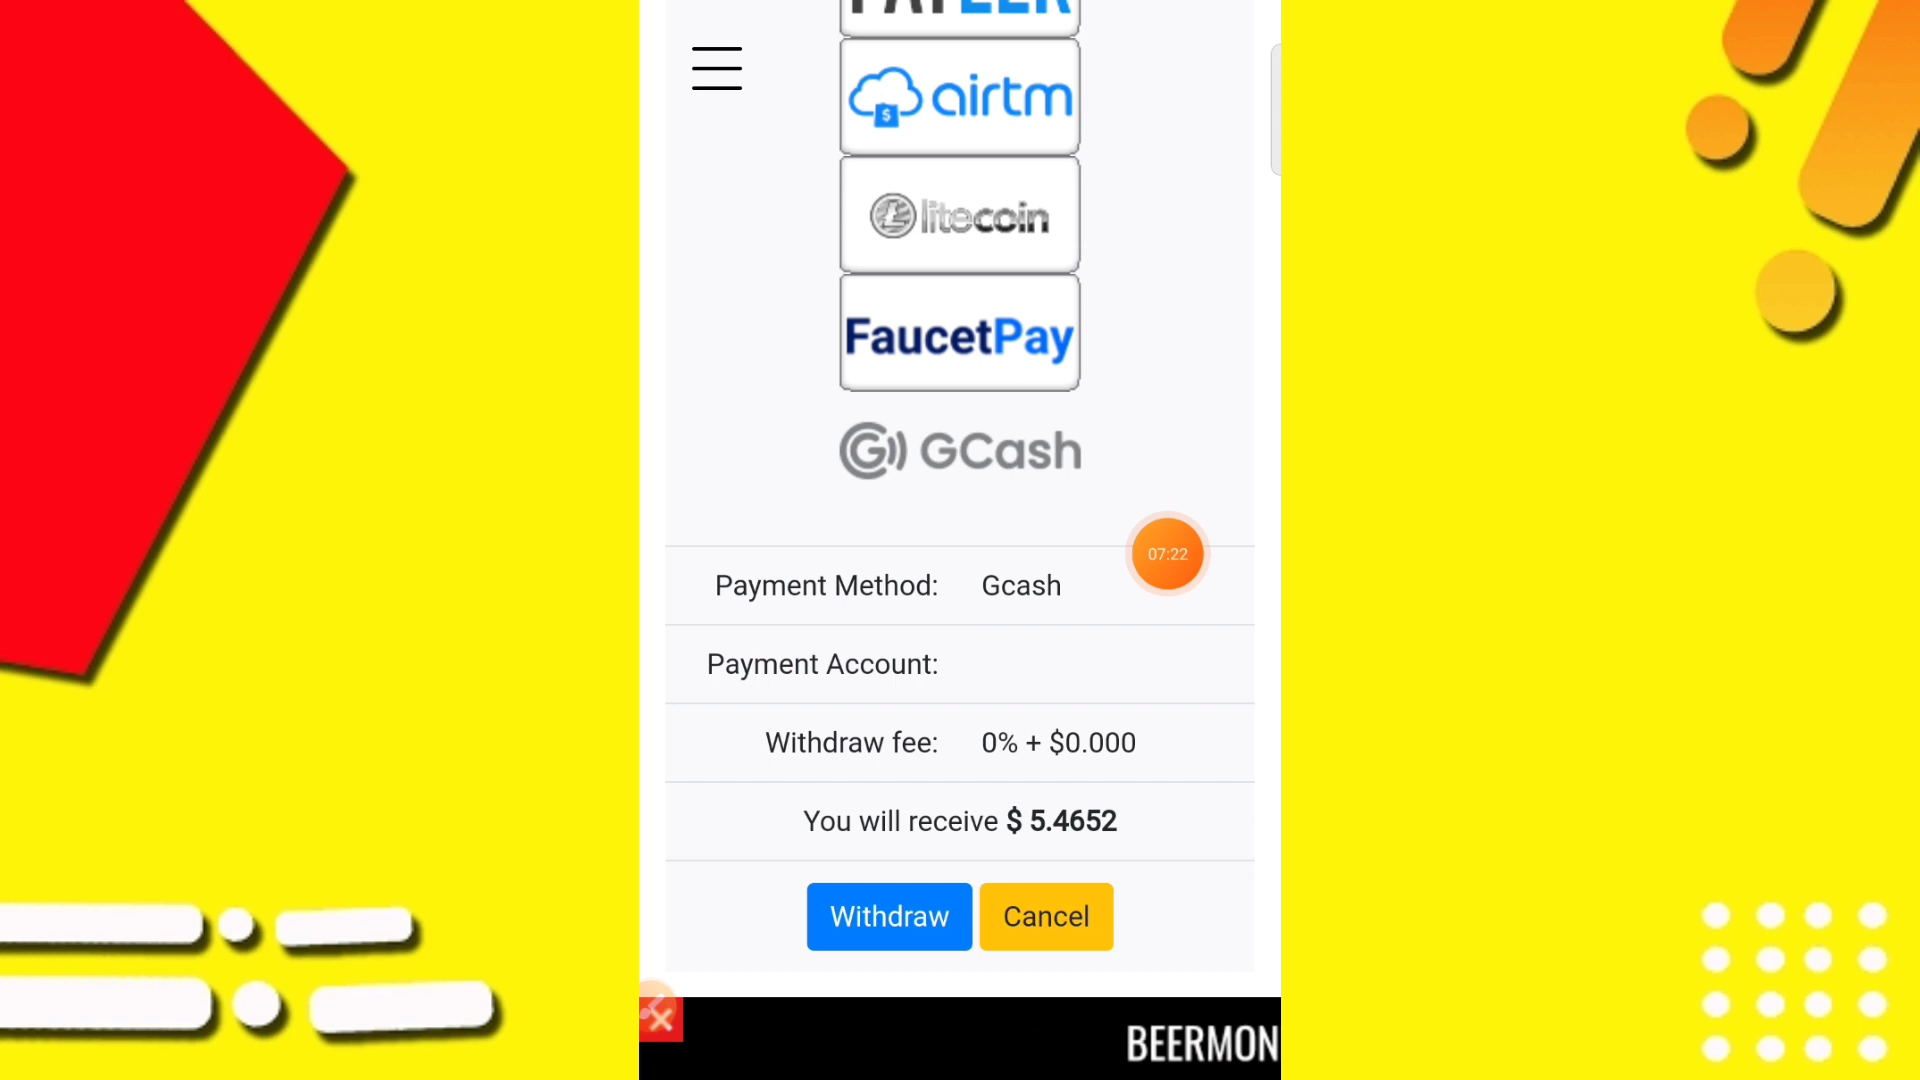 PAYEER
$ airtm
litecoin
FaucetPay
G GCash
07:22
Payment Method: Gcash
Payment Account:
Withdraw fee: 0% + $0.000
You will receive $ 5.4652
Withdraw Cancel
BEERMON